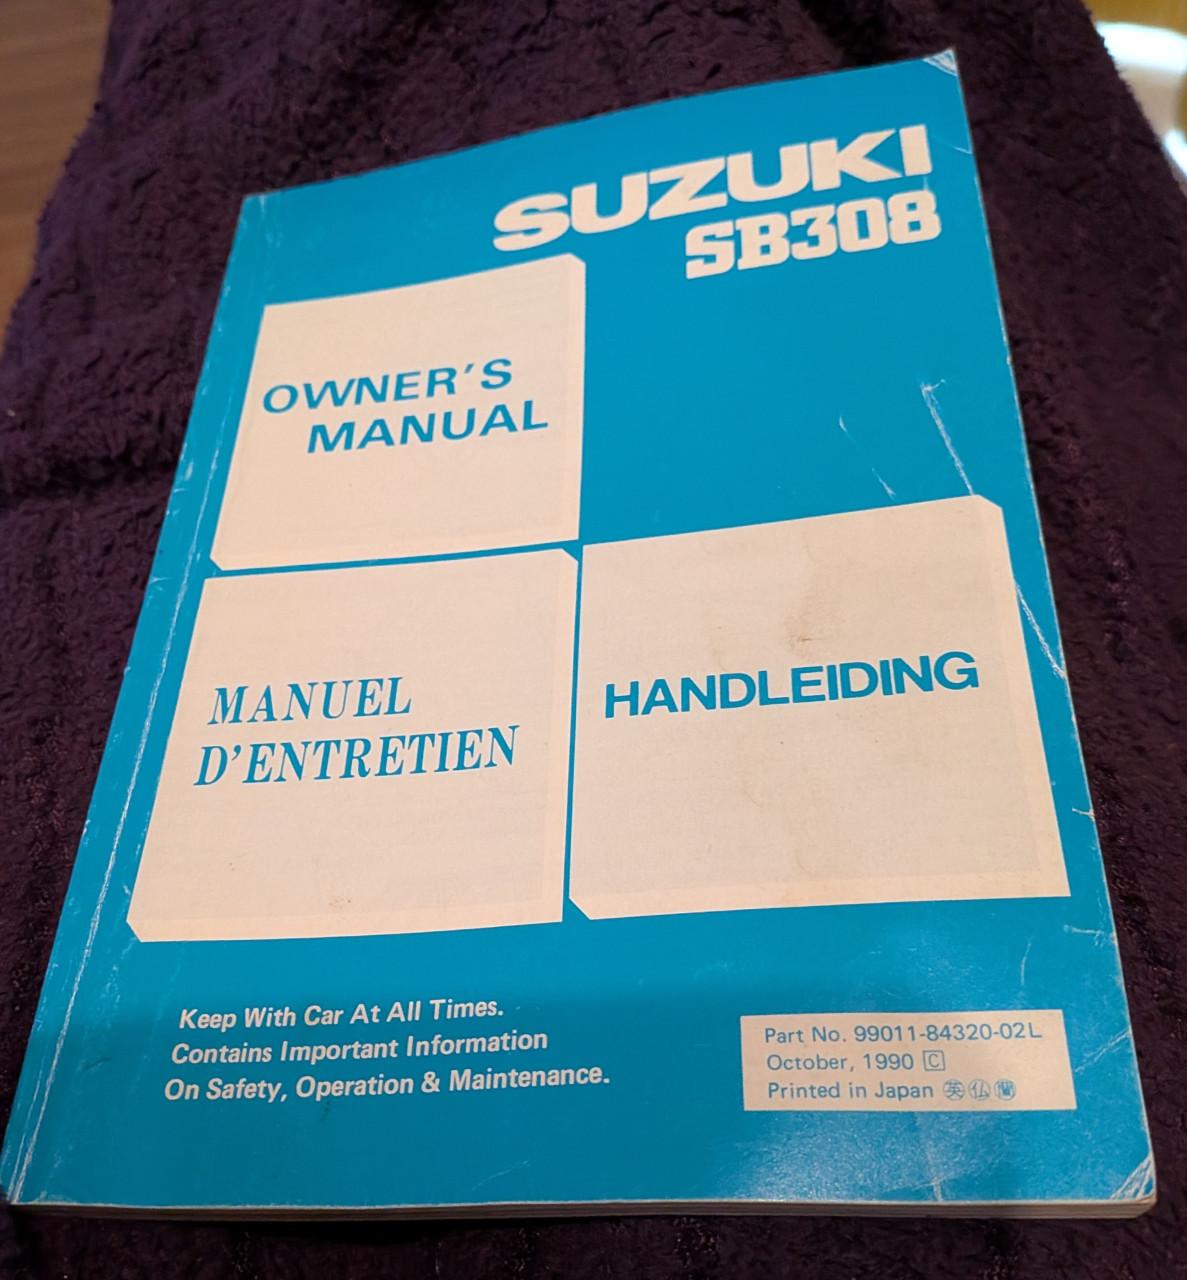 SUZUKI
SB308
OWNER'S
MANUAL
MANUEL
D'ENTRETIEN
HANDLEIDING
Keep With Car At All Times.
Contains Important Information
On Safety, Operation & Maintenance.
Part No. 99011-84320-02L
October, 1990 C
Printed in Japan 英 仏